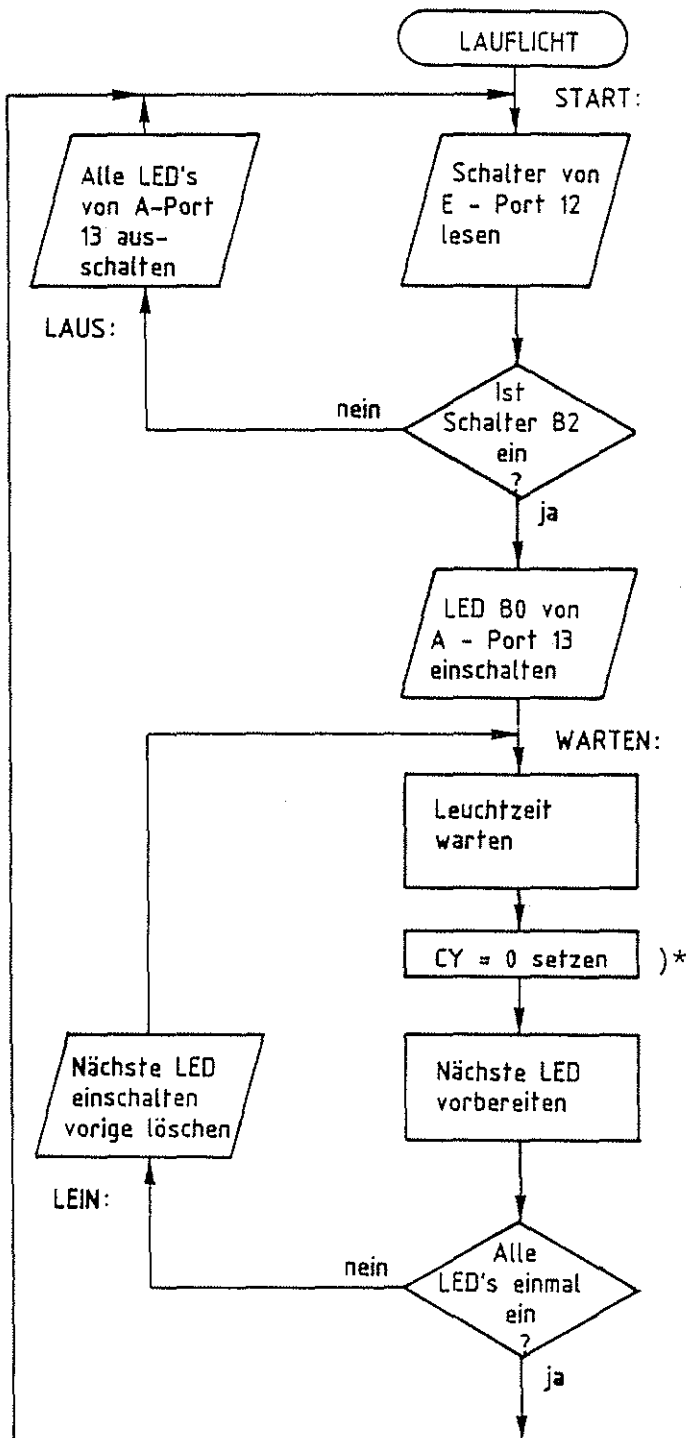 LAUFLICHT
START:
Alle LED's
von A-Port
13 aus-
schalten
Schalter von
E - Port 12
lesen
LAUS:
nein
Ist
Schalter B2
ein
?
ja
LED B0 von
A - Port 13
einschalten
WARTEN:
Leuchtzeit
warten
CY = 0 setzen )*
Nächste LED
einschalten
vorige löschen
Nächste LED
vorbereiten
LEIN:
nein
Alle
LED's einmal
ein
?
ja